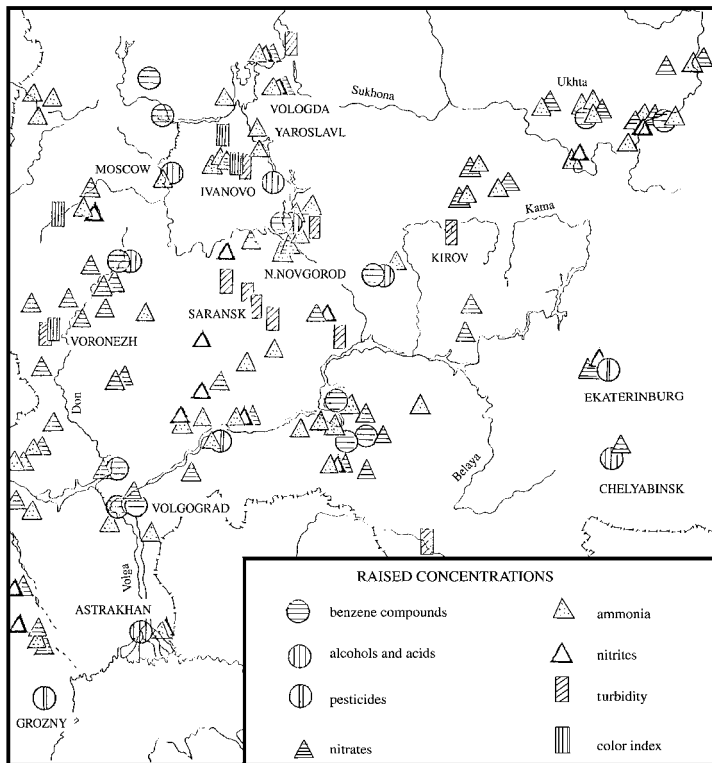 Sukhona
Ukhta
VOLOGDA
YAROSLAVL
MOSCOW
IVANOVO
Kama
KIROV
N.NOVGOROD
SARANSK
VORONEZH
EKATERINBURG
Don
Belaya
CHELYABINSK
VOLGOGRAD
Volga
ASTRAKHAN
GROZNY
RAISED CONCENTRATIONS
benzene compounds
alcohols and acids
pesticides
nitrates
ammonia
nitrites
turbidity
color index